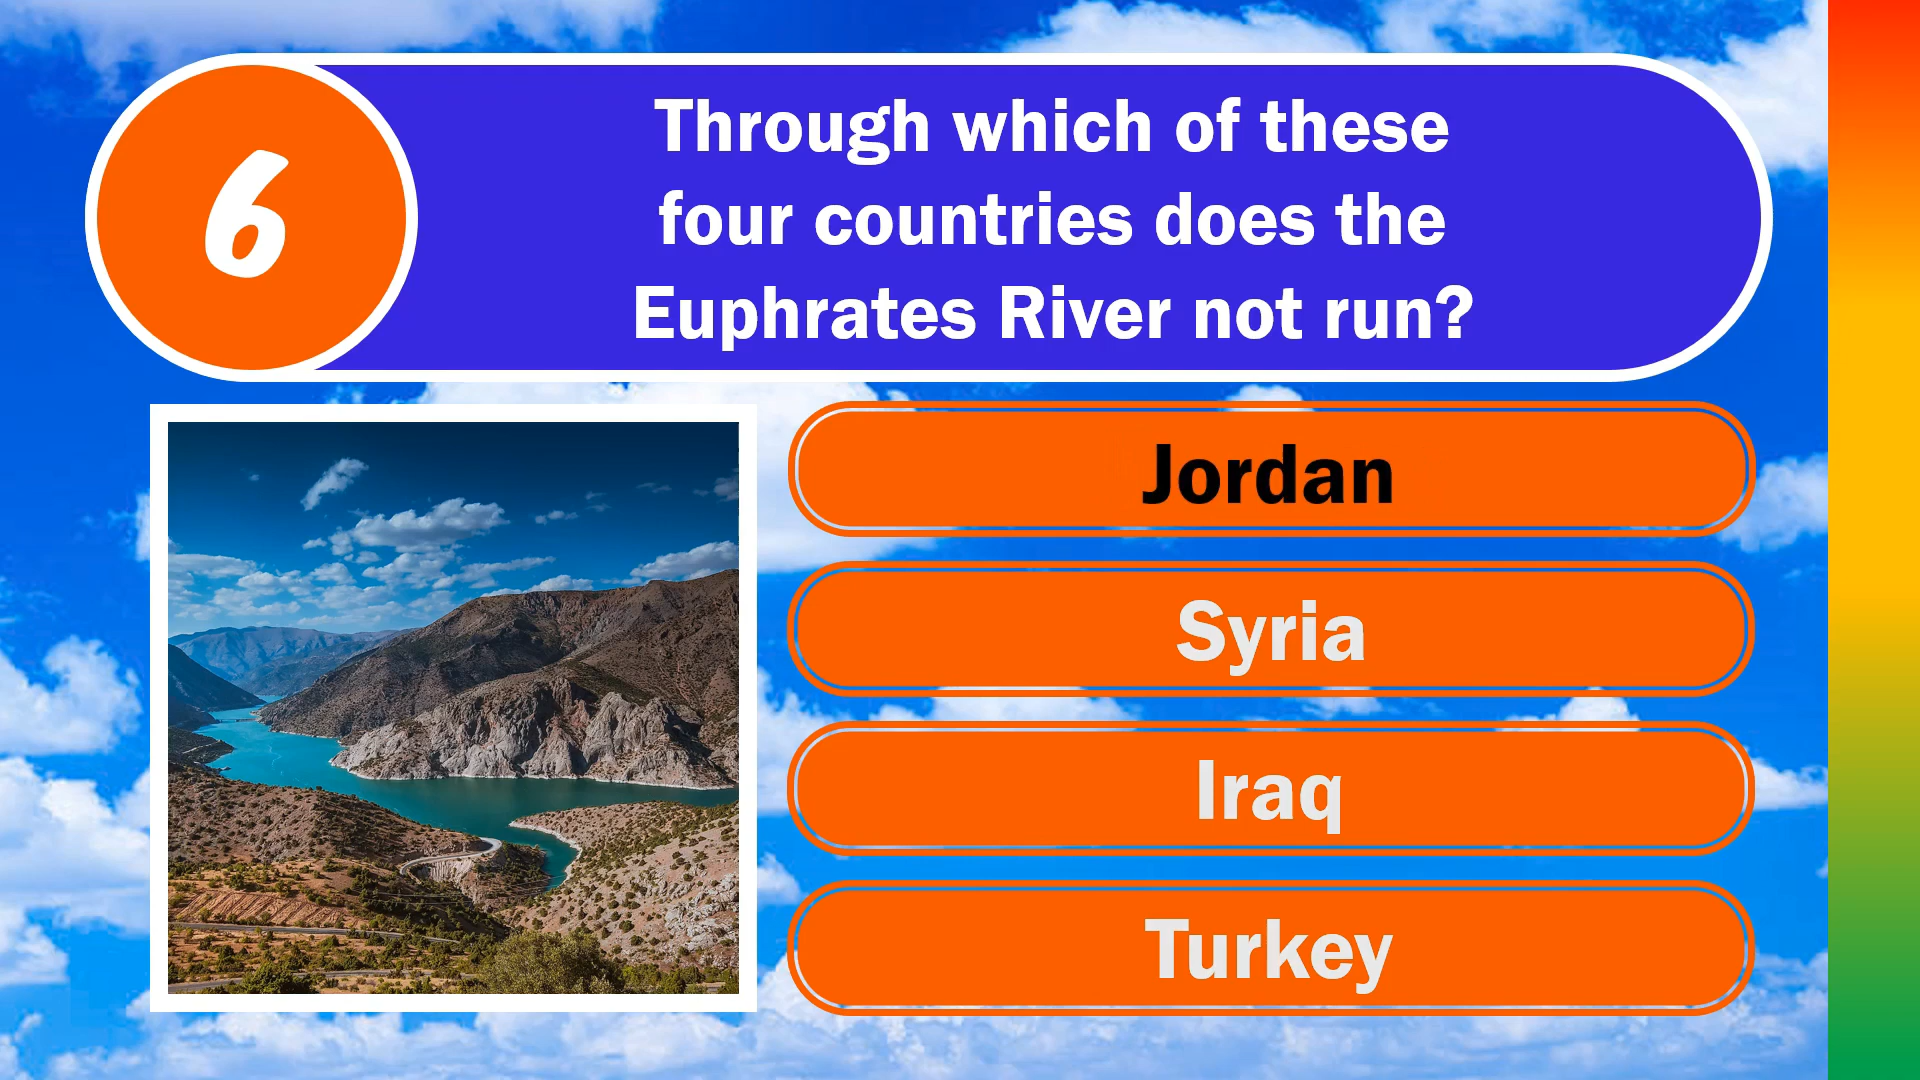 6
Through which of these
four countries does the
Euphrates River not run?
Jordan
Syria
Iraq
Turkey